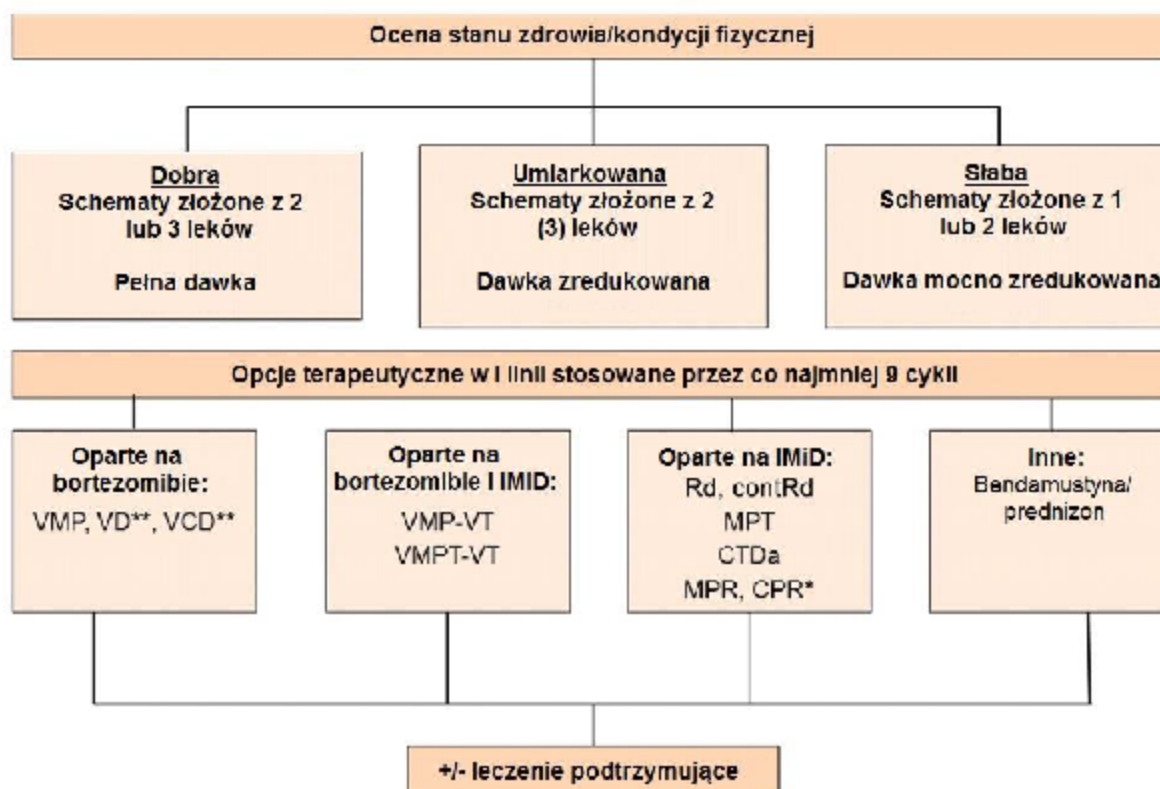 Ocena stanu zdrowia/kondycji fizycznej
Dobra
Schematy złożone z 2
lub 3 leków
Pełna dawka
Umiarkowana
Schematy złożone z 2
(3) leków
Dawka zredukowana
Słaba
Schematy złożone z 1
lub 2 leków
Dawka mocno zredukowana
Opcje terapeutyczne w I linii stosowane przez co najmniej 9 cykli
Oparte na
bortezomibie:
VMP, VD**, VCD**
Oparte na
bortezomibie i IMID:
VMP-VT
VMPT-VT
Oparte na IMiD:
Rd, contRd
MPT
CTDa
MPR, CPR*
Inne:
Bendamustyna/
prednizon
+/- leczenie podtrzymujące